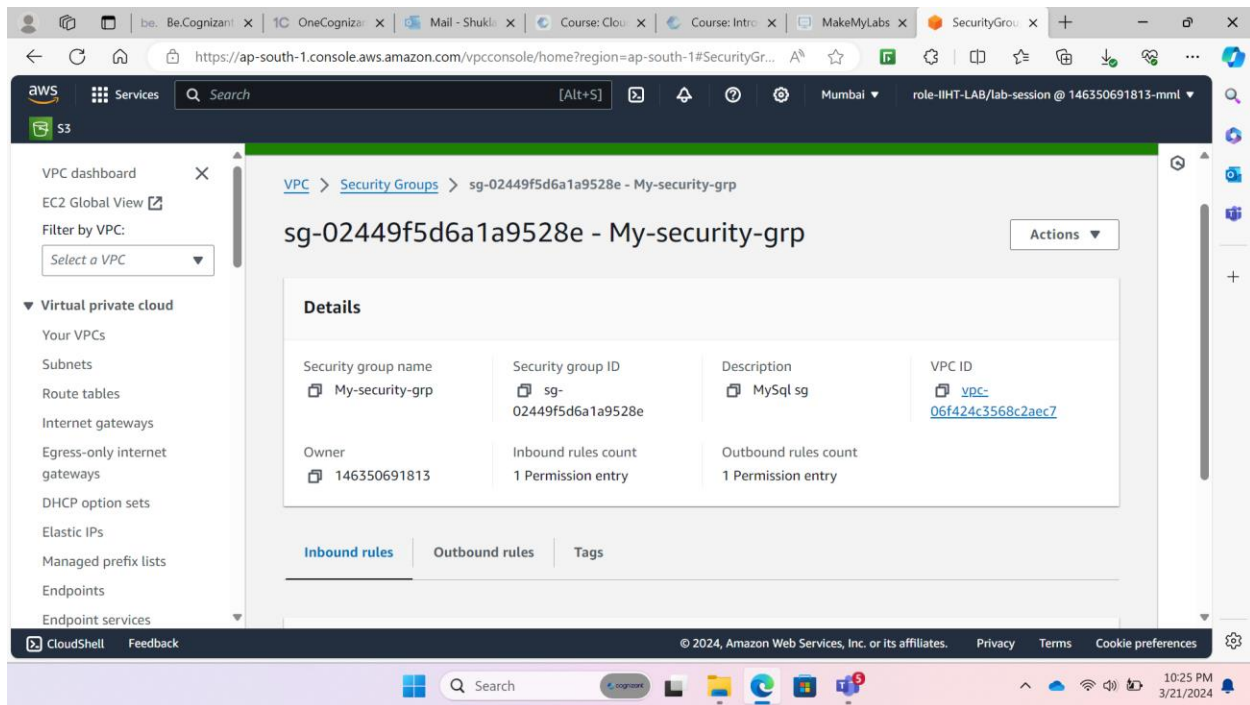 be. Be.Cognizant
1C OneCogniza
Mail - Shukla
Course: Clou
Course: Intro
MakeMyLabs
SecurityGrou
https://ap-south-1.console.aws.amazon.com/vpcconsole/home?region=ap-south-1#SecurityGr...
aws
Services
Search
[Alt+S]
Mumbai
role-IIHT-LAB/lab-session @ 146350691813-mml
S3
VPC dashboard
EC2 Global View
Filter by VPC:
Select a VPC
Virtual private cloud
Your VPCs
Subnets
Route tables
Internet gateways
Egress-only internet
gateways
DHCP option sets
Elastic IPs
Managed prefix lists
Endpoints
Endpoint services
VPC > Security Groups > sg-02449f5d6a1a9528e - My-security-grp
sg-02449f5d6a1a9528e - My-security-grp
Actions
Details
Security group name
My-security-grp
Security group ID
sg-
02449f5d6a1a9528e
Description
MySql sg
VPC ID
vpc-
06f424c3568c2aec7
Owner
146350691813
Inbound rules count
1 Permission entry
Outbound rules count
1 Permission entry
Inbound rules
Outbound rules
Tags
CloudShell
Feedback
© 2024, Amazon Web Services, Inc. or its affiliates.
Privacy
Terms
Cookie preferences
Search
cognizant
5
10:25 PM
3/21/2024